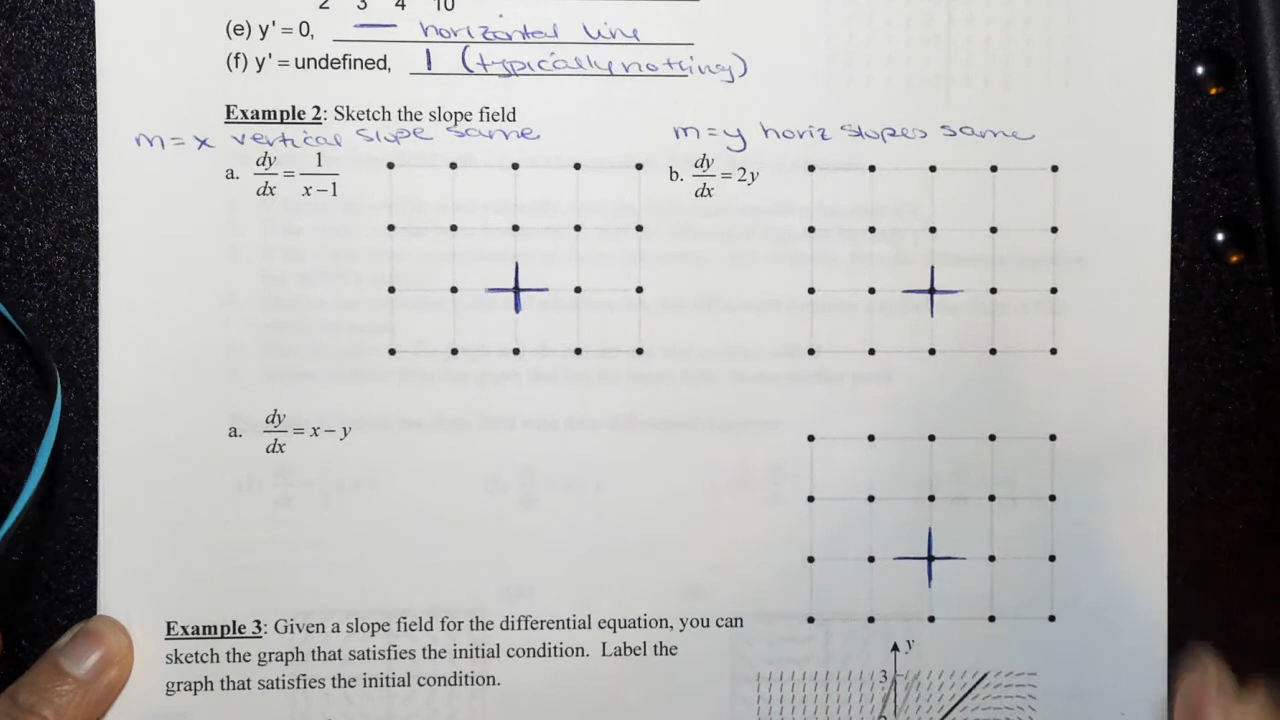 2 3 4 10
(e) y' = 0, — horizontal line
(f) y' = undefined, | (typically nothing)
Example 2: Sketch the slope field
m = x vertical slope same
m = y horiz slopes same
a. dy/dx = 1/(x − 1)
b. dy/dx = 2y
a. dy/dx = x − y
Example 3: Given a slope field for the differential equation, you can
sketch the graph that satisfies the initial condition. Label the
graph that satisfies the initial condition.
y
3